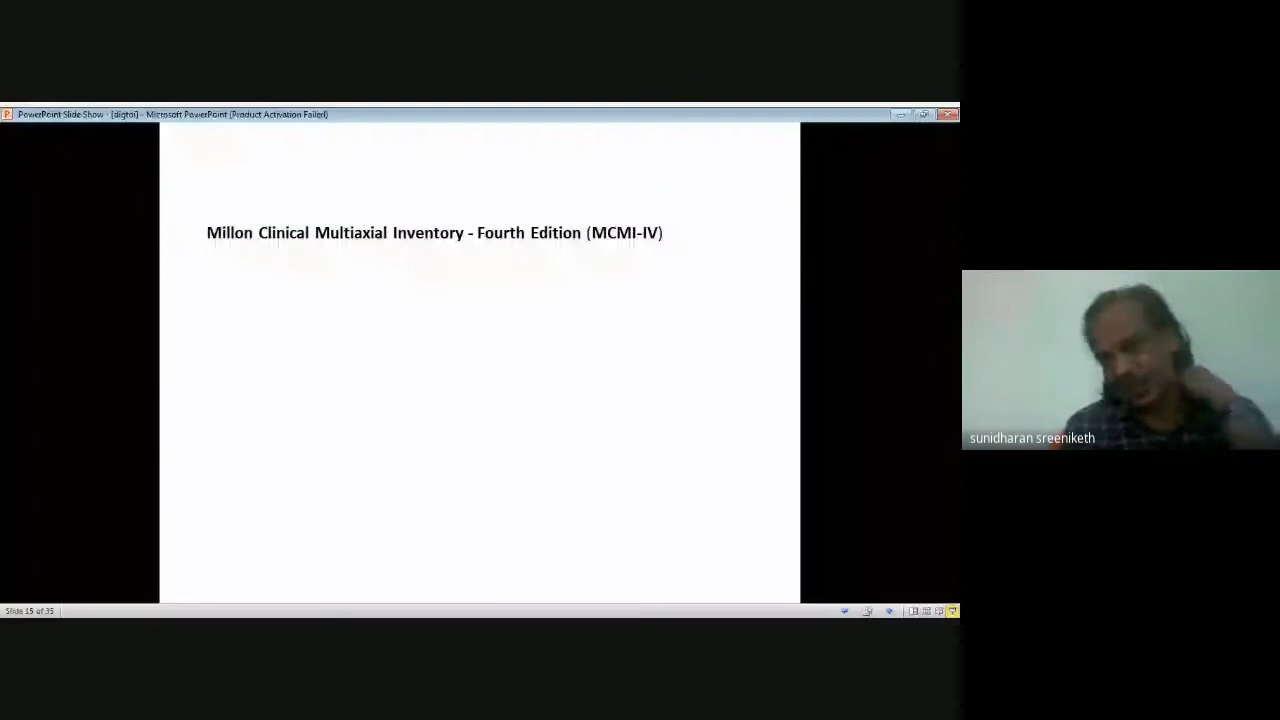 PowerPoint Slide Show - [digtoi] - Microsoft PowerPoint (Product Activation Failed)
Millon Clinical Multiaxial Inventory - Fourth Edition (MCMI-IV)
sunidharan sreeniketh
Slide 15 of 35